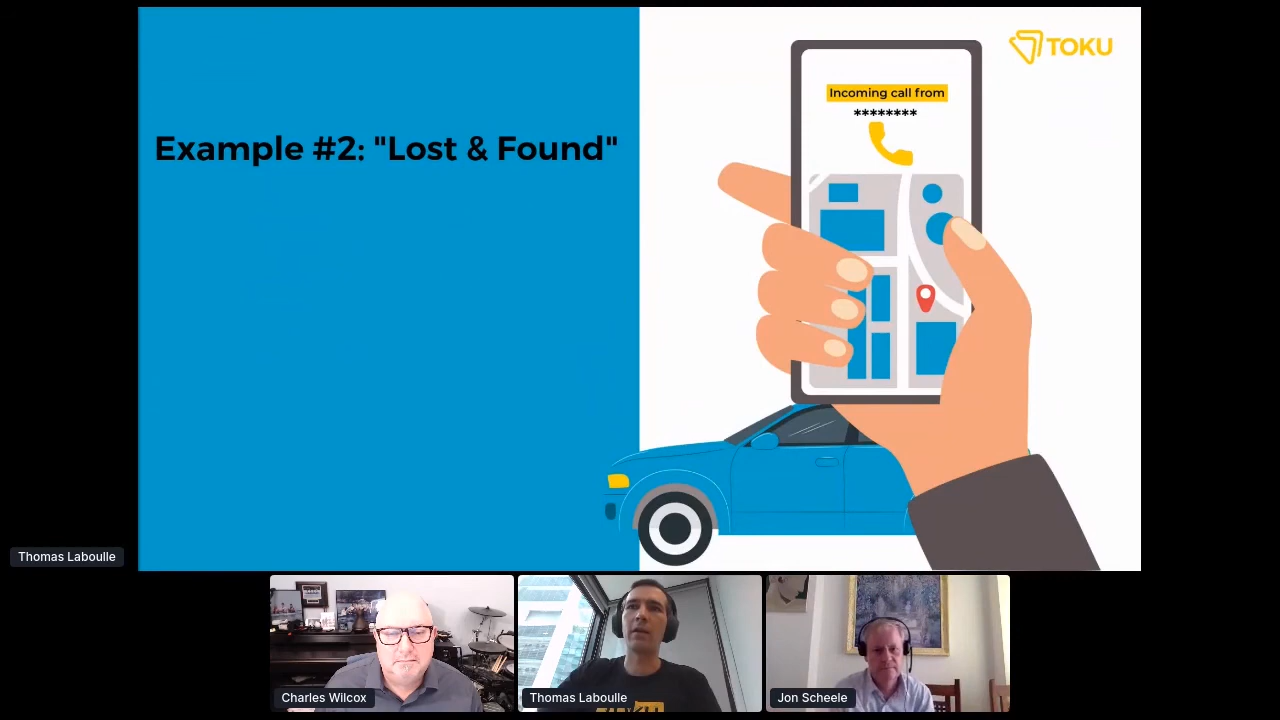 TOKU
Incoming call from
********
Example #2: "Lost & Found"
Thomas Laboulle
Charles Wilcox
Thomas Laboulle
Jon Scheele